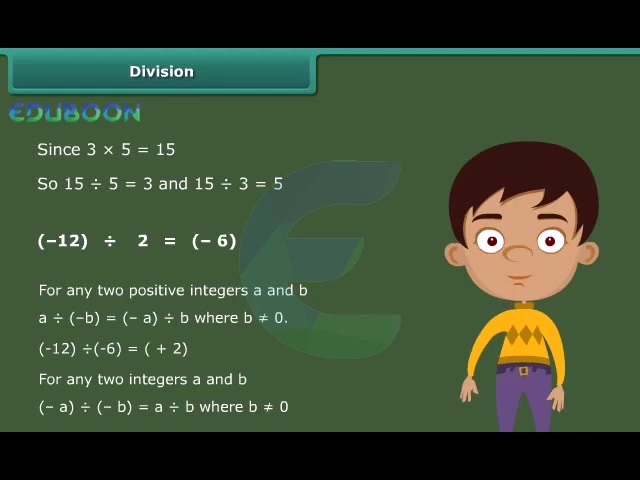 Division
EDUBOON
Since 3 × 5 = 15
So 15 ÷ 5 = 3 and 15 ÷ 3 = 5
(–12) ÷ 2 = (– 6)
For any two positive integers a and b
a ÷ (–b) = (– a) ÷ b where b ≠ 0.
(-12) ÷(-6) = ( + 2)
For any two integers a and b
(– a) ÷ (– b) = a ÷ b where b ≠ 0